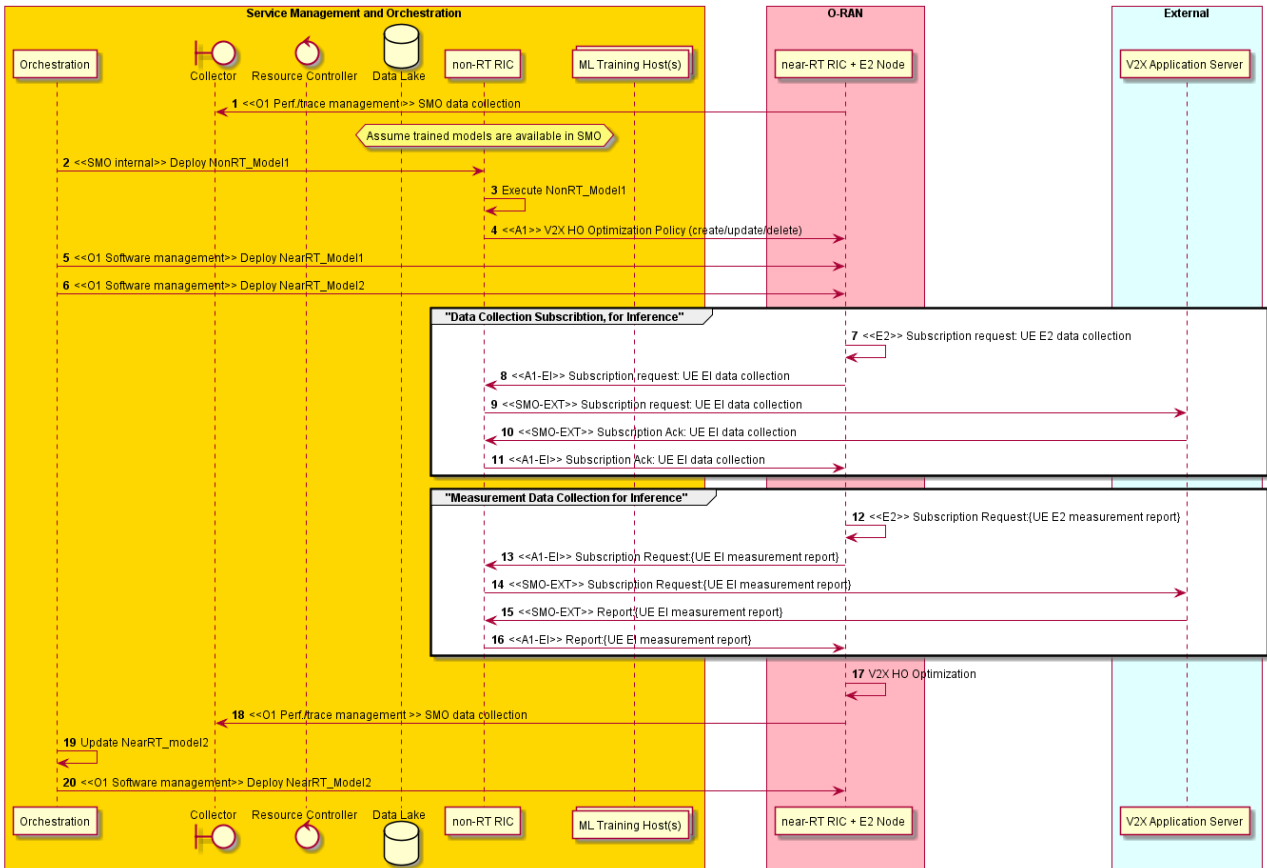 Service Management and Orchestration
O-RAN
External
Orchestration
Collector
Resource Controller
Data Lake
non-RT RIC
ML Training Host(s)
near-RT RIC + E2 Node
V2X Application Server
1 <<O1 Perf./trace management >> SMO data collection
Assume trained models are available in SMO
2 <<SMO internal>> Deploy NonRT_Model1
3 Execute NonRT_Model1
4 <<A1>> V2X HO Optimization Policy (create/update/delete)
5 <<O1 Software management>> Deploy NearRT_Model1
6 <<O1 Software management>> Deploy NearRT_Model2
"Data Collection Subscribtion, for Inference"
7 <<E2>> Subscription request: UE E2 data collection
8 <<A1-EI>> Subscription request: UE EI data collection
9 <<SMO-EXT>> Subscription request: UE EI data collection
10 <<SMO-EXT>> Subscription Ack: UE EI data collection
11 <<A1-EI>> Subscription Ack: UE EI data collection
"Measurement Data Collection for Inference"
12 <<E2>> Subscription Request:{UE E2 measurement report}
13 <<A1-EI>> Subscription Request:{UE EI measurement report}
14 <<SMO-EXT>> Subscription Request:{UE EI measurement report}
15 <<SMO-EXT>> Report:{UE EI measurement report}
16 <<A1-EI>> Report:{UE EI measurement report}
17 V2X HO Optimization
18 <<O1 Perf./trace management >> SMO data collection
19 Update NearRT_model2
20 <<O1 Software management>> Deploy NearRT_Model2
Orchestration
Collector
Resource Controller
Data Lake
non-RT RIC
ML Training Host(s)
near-RT RIC + E2 Node
V2X Application Server